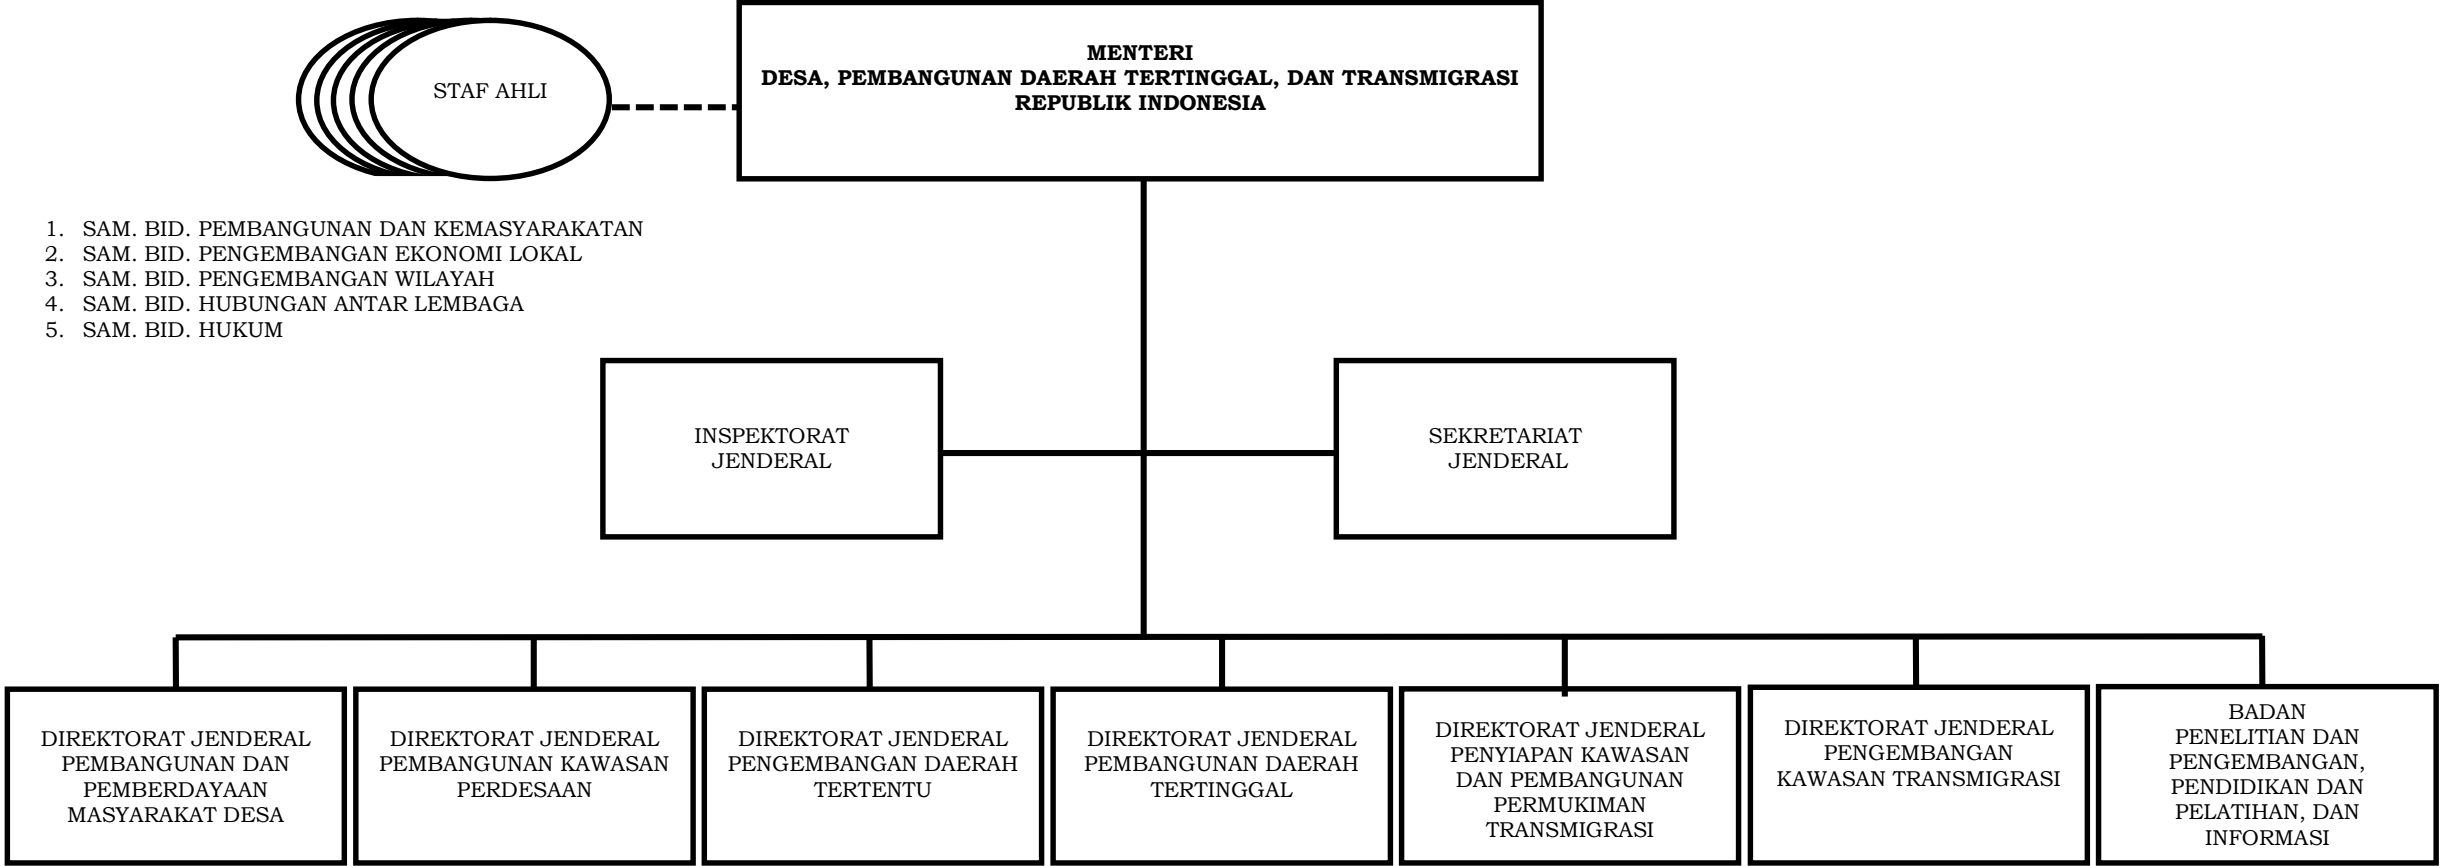 STAF AHLI
MENTERI
DESA, PEMBANGUNAN DAERAH TERTINGGAL, DAN TRANSMIGRASI
REPUBLIK INDONESIA
1. SAM. BID. PEMBANGUNAN DAN KEMASYARAKATAN
2. SAM. BID. PENGEMBANGAN EKONOMI LOKAL
3. SAM. BID. PENGEMBANGAN WILAYAH
4. SAM. BID. HUBUNGAN ANTAR LEMBAGA
5. SAM. BID. HUKUM
INSPEKTORAT
JENDERAL
SEKRETARIAT
JENDERAL
DIREKTORAT JENDERAL
PEMBANGUNAN DAN
PEMBERDAYAAN
MASYARAKAT DESA
DIREKTORAT JENDERAL
PEMBANGUNAN KAWASAN
PERDESAAN
DIREKTORAT JENDERAL
PENGEMBANGAN DAERAH
TERTENTU
DIREKTORAT JENDERAL
PEMBANGUNAN DAERAH
TERTINGGAL
DIREKTORAT JENDERAL
PENYIAPAN KAWASAN
DAN PEMBANGUNAN
PERMUKIMAN
TRANSMIGRASI
DIREKTORAT JENDERAL
PENGEMBANGAN
KAWASAN TRANSMIGRASI
BADAN
PENELITIAN DAN
PENGEMBANGAN,
PENDIDIKAN DAN
PELATIHAN, DAN
INFORMASI